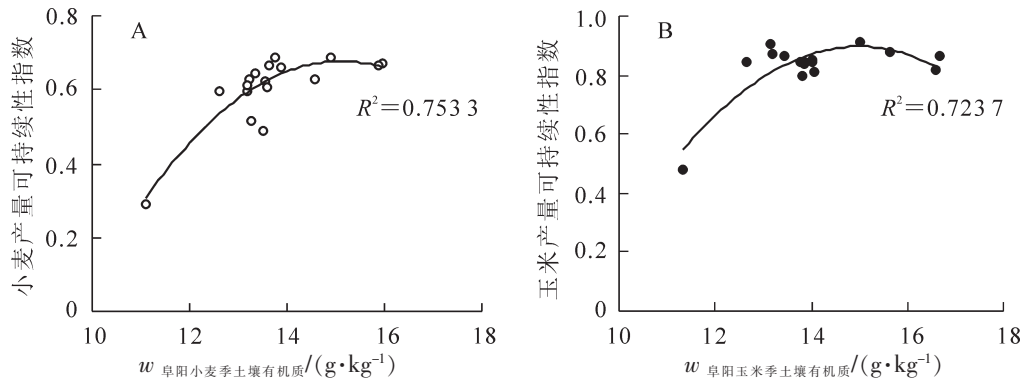 A
小麦产量可持续性指数
0.8
0.6
0.4
0.2
0
R²=0.753 3
10 12 14 16 18
w 阜阳小麦季土壤有机质/(g·kg⁻¹)
B
玉米产量可持续性指数
1.0
0.8
0.6
0.4
0.2
0
R²=0.723 7
10 12 14 16 18
w 阜阳玉米季土壤有机质/(g·kg⁻¹)